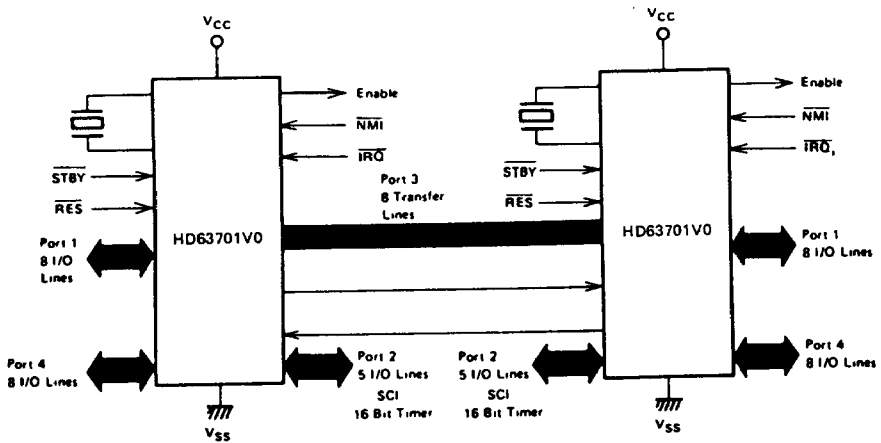 VCC
Enable
NMI
IRQ
STBY
RES
Port 1
8 I/O
Lines
HD63701V0
Port 4
8 I/O Lines
VSS
Port 3
8 Transfer
Lines
Port 2
5 I/O Lines
SCI
16 Bit Timer
VCC
Enable
NMI
IRQ1
STBY
RES
HD63701V0
Port 1
8 I/O Lines
Port 2
5 I/O Lines
SCI
16 Bit Timer
Port 4
8 I/O Lines
VSS